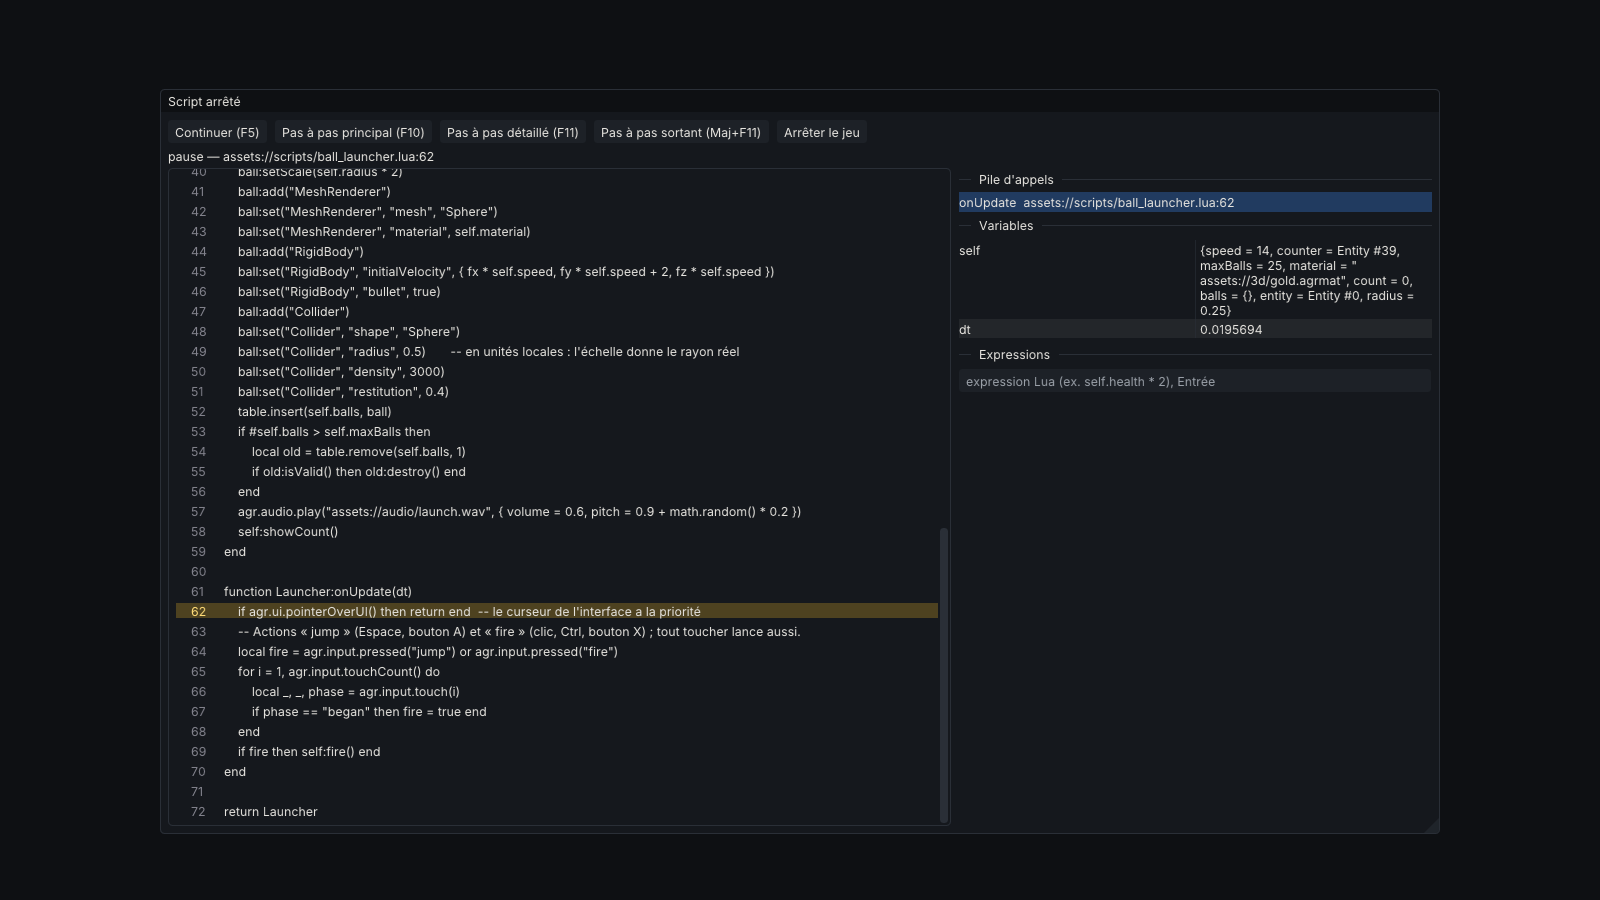 Script arrêté
Continuer (F5)
Pas à pas principal (F10)
Pas à pas détaillé (F11)
Pas à pas sortant (Maj+F11)
Arrêter le jeu
pause — assets://scripts/ball_launcher.lua:62
40 ball:setScale(self.radius * 2)
41 ball:add("MeshRenderer")
42 ball:set("MeshRenderer", "mesh", "Sphere")
43 ball:set("MeshRenderer", "material", self.material)
44 ball:add("RigidBody")
45 ball:set("RigidBody", "initialVelocity", { fx * self.speed, fy * self.speed + 2, fz * self.speed })
46 ball:set("RigidBody", "bullet", true)
47 ball:add("Collider")
48 ball:set("Collider", "shape", "Sphere")
49 ball:set("Collider", "radius", 0.5) -- en unités locales : l'échelle donne le rayon réel
50 ball:set("Collider", "density", 3000)
51 ball:set("Collider", "restitution", 0.4)
52 table.insert(self.balls, ball)
53 if #self.balls > self.maxBalls then
54 local old = table.remove(self.balls, 1)
55 if old:isValid() then old:destroy() end
56 end
57 agr.audio.play("assets://audio/launch.wav", { volume = 0.6, pitch = 0.9 + math.random() * 0.2 })
58 self:showCount()
59 end
60
61 function Launcher:onUpdate(dt)
62 if agr.ui.pointerOverUI() then return end -- le curseur de l'interface a la priorité
63 -- Actions « jump » (Espace, bouton A) et « fire » (clic, Ctrl, bouton X) ; tout toucher lance aussi.
64 local fire = agr.input.pressed("jump") or agr.input.pressed("fire")
65 for i = 1, agr.input.touchCount() do
66 local _, _, phase = agr.input.touch(i)
67 if phase == "began" then fire = true end
68 end
69 if fire then self:fire() end
70 end
71
72 return Launcher
Pile d'appels
onUpdate assets://scripts/ball_launcher.lua:62
Variables
self
{speed = 14, counter = Entity #39,
maxBalls = 25, material = "
assets://3d/gold.agrmat", count = 0,
balls = {}, entity = Entity #0, radius =
0.25}
dt 0.0195694
Expressions
expression Lua (ex. self.health * 2), Entrée